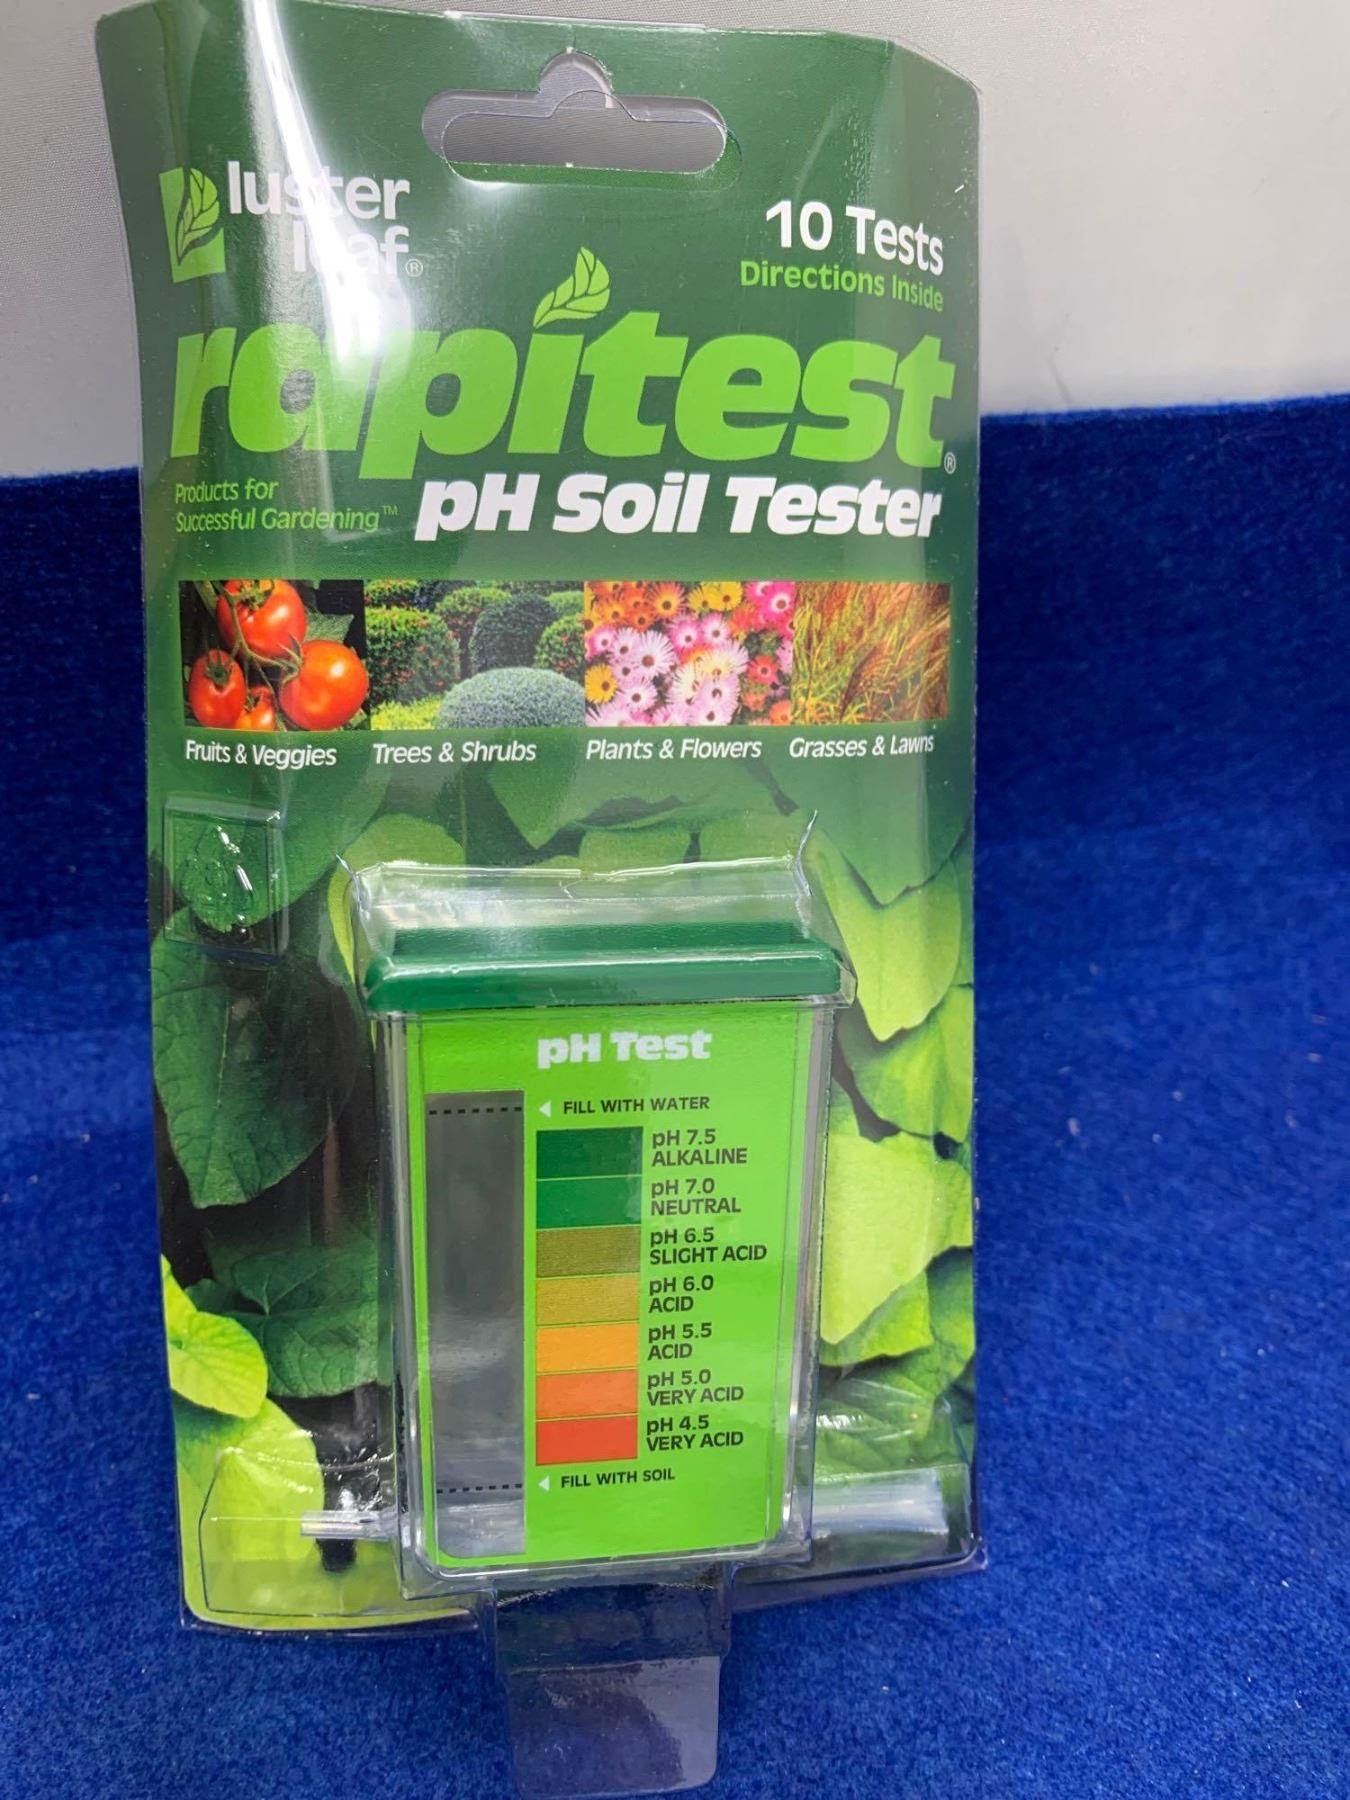 luster
leaf®
10 Tests
Directions Inside
rapitest®
Products for
Successful Gardening™
pH Soil Tester
Fruits & Veggies
Trees & Shrubs
Plants & Flowers
Grasses & Lawns
pH Test
FILL WITH WATER
pH 7.5
ALKALINE
pH 7.0
NEUTRAL
pH 6.5
SLIGHT ACID
pH 6.0
ACID
pH 5.5
ACID
pH 5.0
VERY ACID
pH 4.5
VERY ACID
FILL WITH SOIL